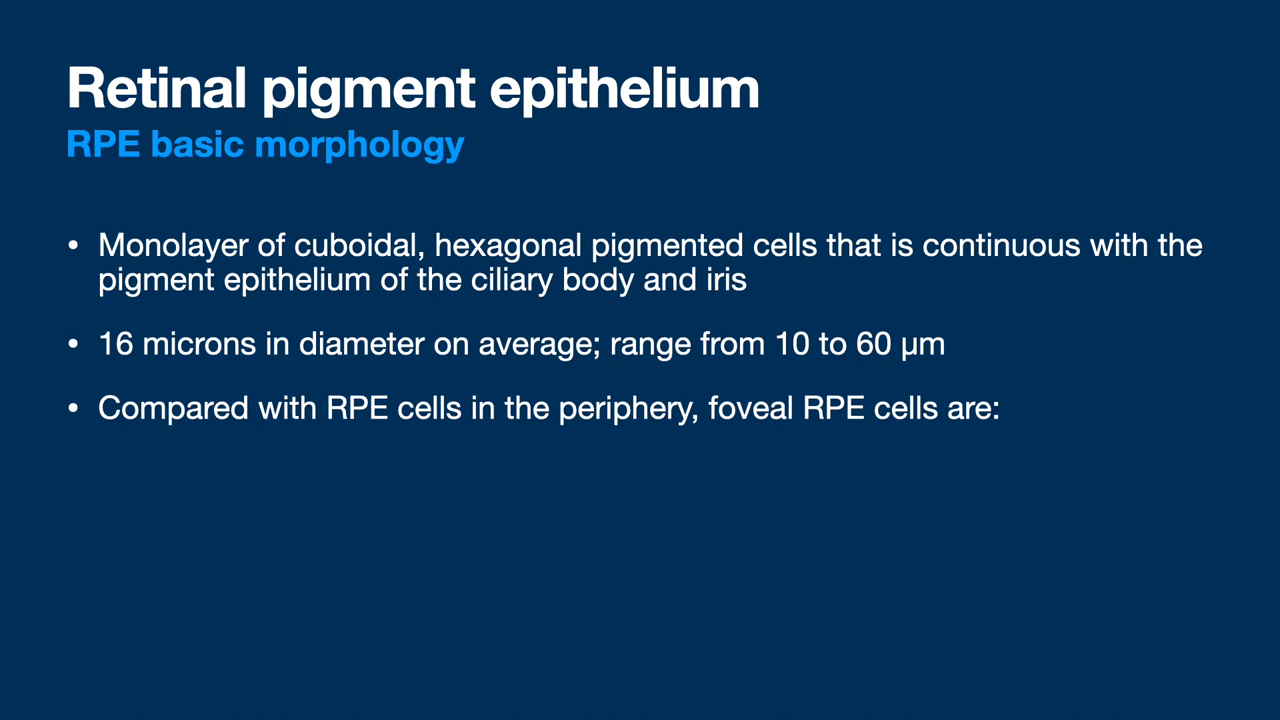 Retinal pigment epithelium
RPE basic morphology
• Monolayer of cuboidal, hexagonal pigmented cells that is continuous with the
pigment epithelium of the ciliary body and iris
• 16 microns in diameter on average; range from 10 to 60 µm
• Compared with RPE cells in the periphery, foveal RPE cells are: